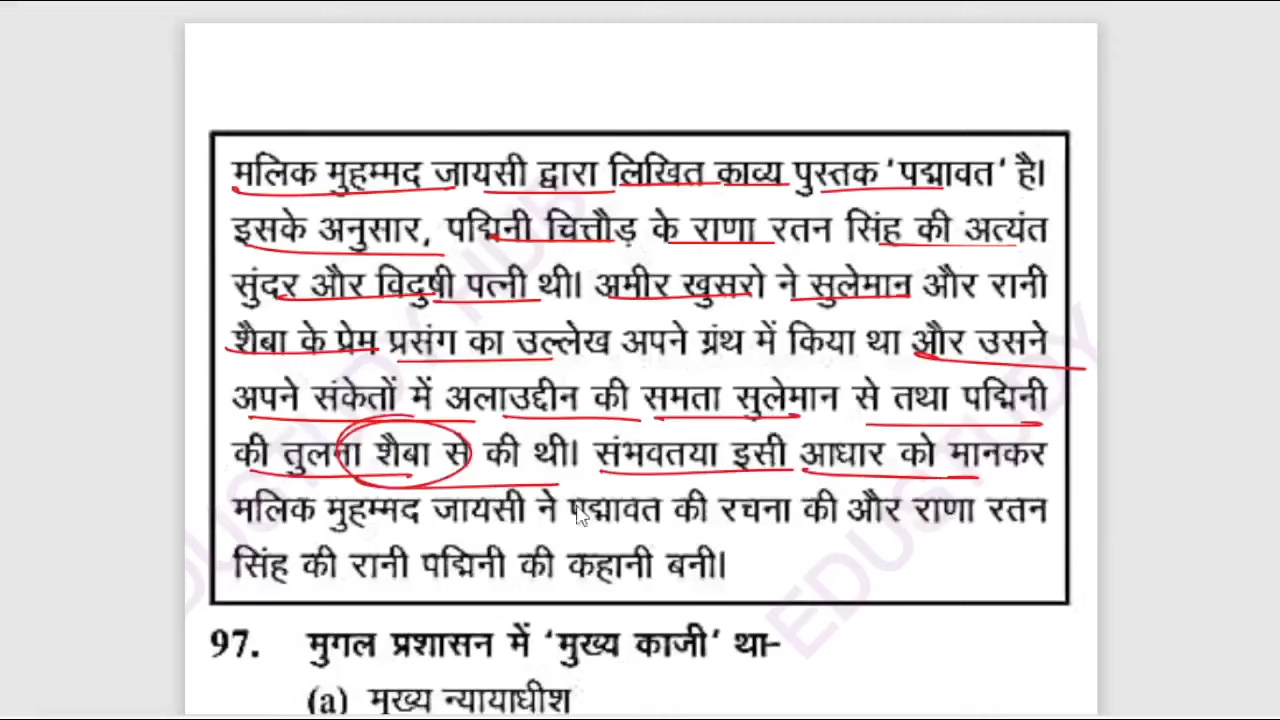 मलिक मुहम्मद जायसी द्वारा लिखित काव्य पुस्तक 'पद्मावत' है।
इसके अनुसार, पद्मिनी चित्तौड़ के राणा रतन सिंह की अत्यंत
सुंदर और विदुषी पत्नी थी। अमीर खुसरो ने सुलेमान और रानी
शैबा के प्रेम प्रसंग का उल्लेख अपने ग्रंथ में किया था और उसने
अपने संकेतों में अलाउद्दीन की समता सुलेमान से तथा पद्मिनी
की तुलना शैबा से की थी। संभवतया इसी आधार को मानकर
मलिक मुहम्मद जायसी ने पद्मावत की रचना की और राणा रतन
सिंह की रानी पद्मिनी की कहानी बनी।
97. मुगल प्रशासन में 'मुख्य काजी' था-
(a) मुख्य न्यायाधीश
EDUSTUDY